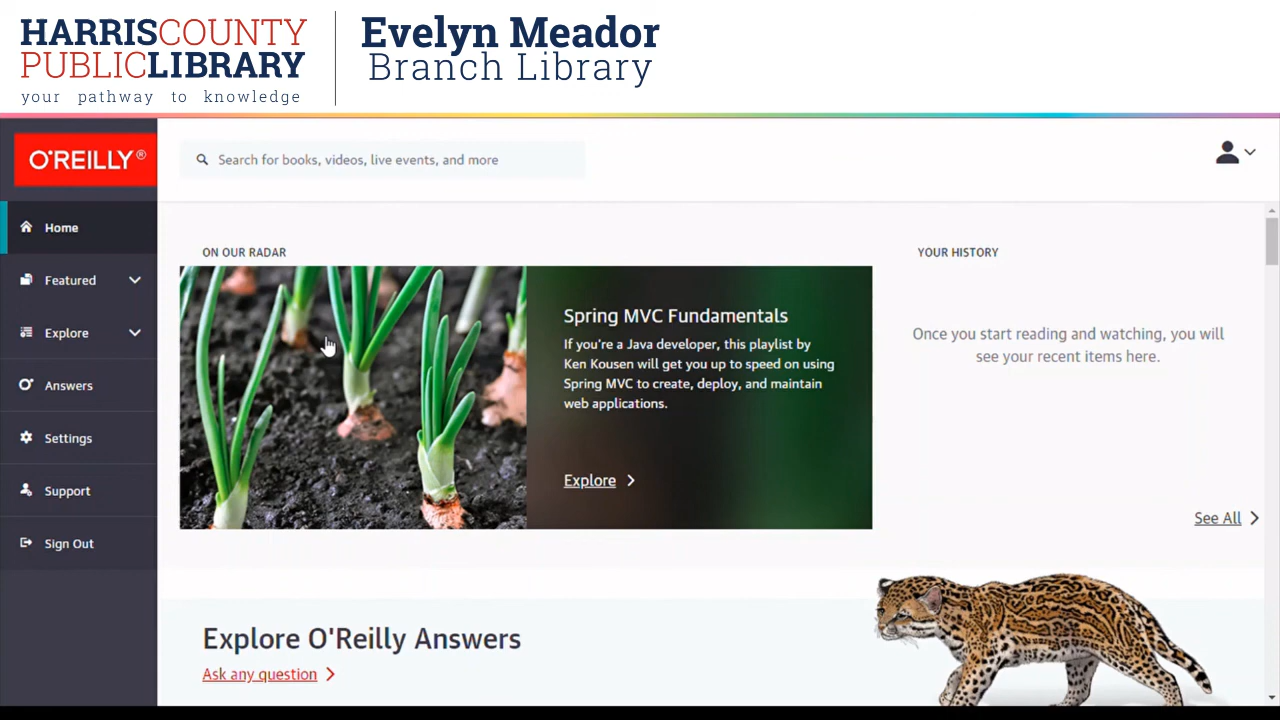 HARRISCOUNTY
PUBLICLIBRARY
your pathway to knowledge
Evelyn Meador
Branch Library
O'REILLY®
Search for books, videos, live events, and more
Home
Featured
Explore
Answers
Settings
Support
Sign Out
ON OUR RADAR
Spring MVC Fundamentals
If you're a Java developer, this playlist by
Ken Kousen will get you up to speed on using
Spring MVC to create, deploy, and maintain
web applications.
Explore
YOUR HISTORY
Once you start reading and watching, you will
see your recent items here.
See All
Explore O'Reilly Answers
Ask any question